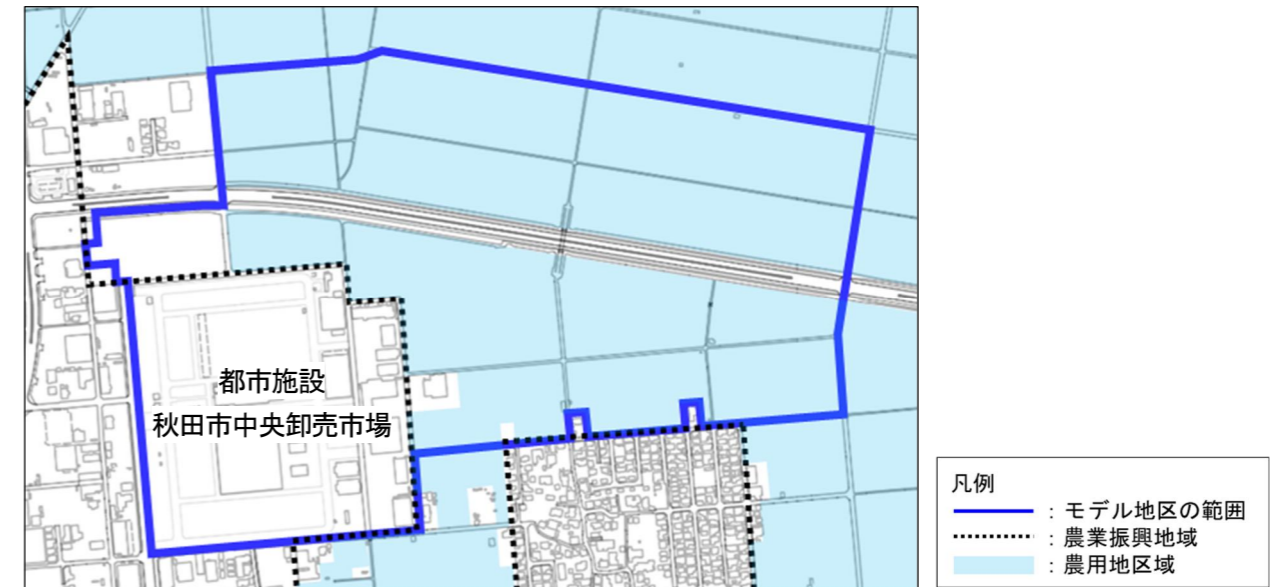 都市施設
秋田市中央卸売市場
凡例
：モデル地区の範囲
：農業振興地域
：農用地区域